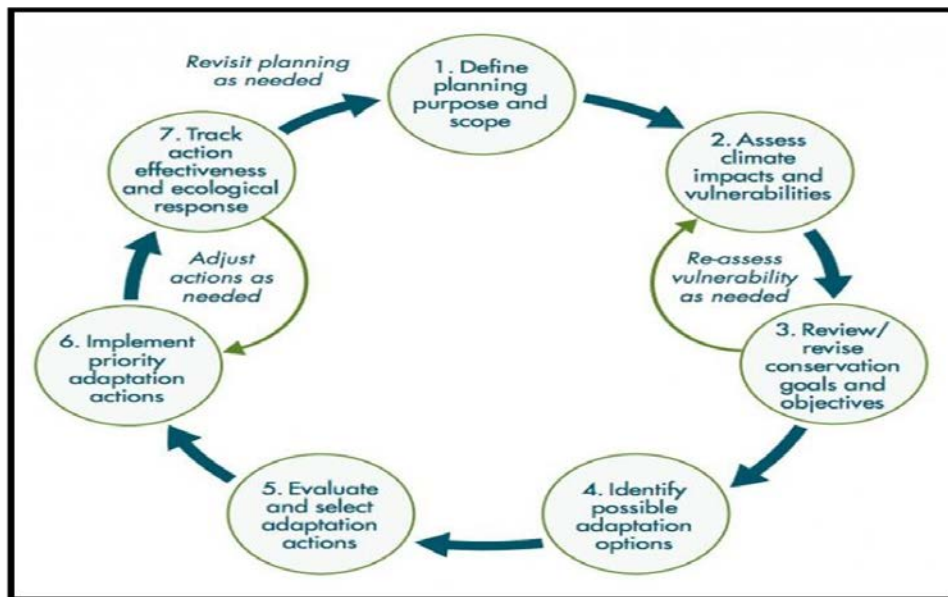 Revisit planning
as needed
1. Define
planning
purpose and
scope
2. Assess
climate
impacts and
vulnerabilities
Re-assess
vulnerability
as needed
3. Review/
revise
conservation
goals and
objectives
4. Identify
possible
adaptation
options
5. Evaluate
and select
adaptation
actions
6. Implement
priority
adaptation
actions
7. Track
action
effectiveness
and ecological
response
Adjust
actions as
needed